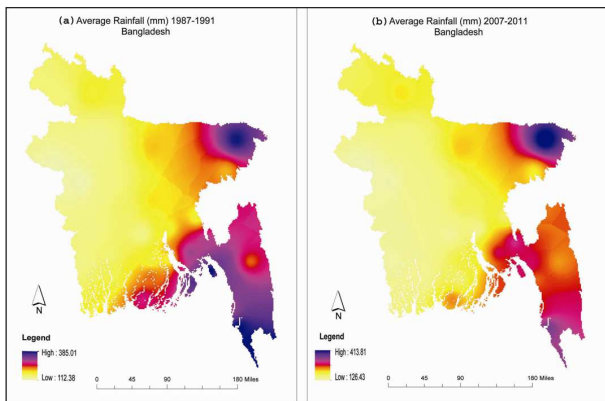 (a) Average Rainfall (mm) 1987-1991
Bangladesh
N
Legend
High : 385.01
Low : 112.38
0 45 90 180 Miles
(b) Average Rainfall (mm) 2007-2011
Bangladesh
N
Legend
High : 413.81
Low : 126.43
0 45 90 180 Miles